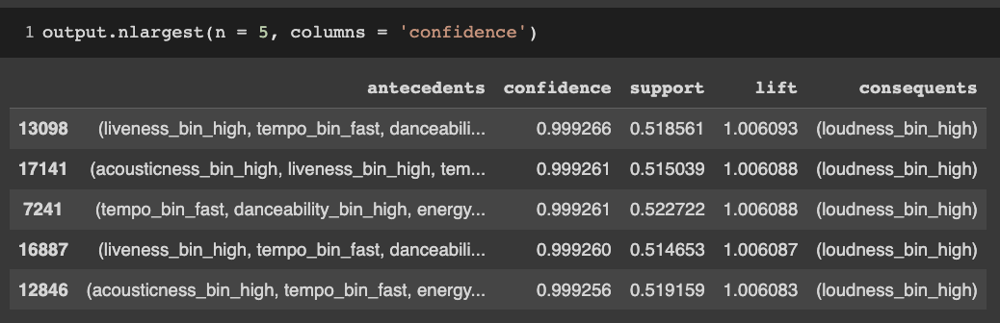 1 output.nlargest(n = 5, columns = 'confidence')
antecedents confidence support lift consequents
13098 (liveness_bin_high, tempo_bin_fast, danceabili... 0.999266 0.518561 1.006093 (loudness_bin_high)
17141 (acousticness_bin_high, liveness_bin_high, tem... 0.999261 0.515039 1.006088 (loudness_bin_high)
7241 (tempo_bin_fast, danceability_bin_high, energy... 0.999261 0.522722 1.006088 (loudness_bin_high)
16887 (liveness_bin_high, tempo_bin_fast, danceabili... 0.999260 0.514653 1.006087 (loudness_bin_high)
12846 (acousticness_bin_high, tempo_bin_fast, energy... 0.999256 0.519159 1.006083 (loudness_bin_high)